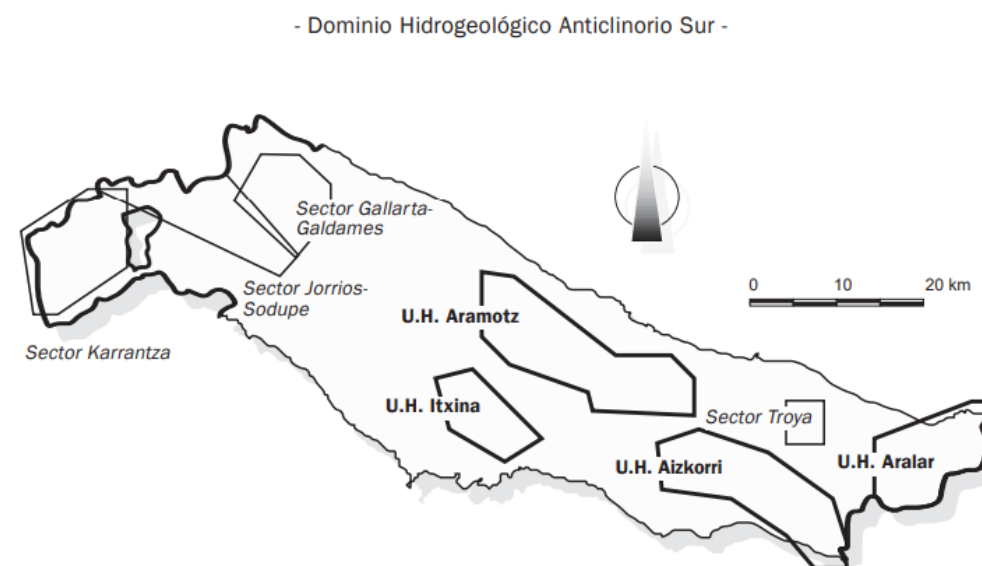 - Dominio Hidrogeológico Anticlinorio Sur -
Sector Gallarta-
Galdames
Sector Jorrios-
Sodupe
Sector Karrantza
0 10 20 km
U.H. Aramotz
U.H. Itxina
Sector Troya
U.H. Aizkorri
U.H. Aralar